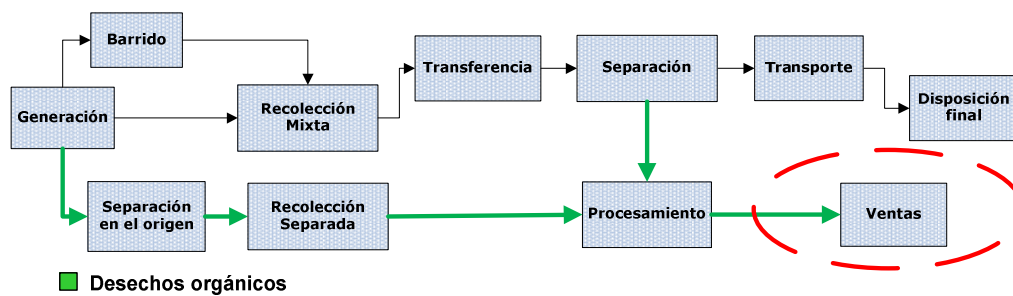 Barrido
Transferencia
Separación
Transporte
Generación
Recolección
Mixta
Disposición
final
Separación
en el origen
Recolección
Separada
Procesamiento
Ventas
Desechos orgánicos